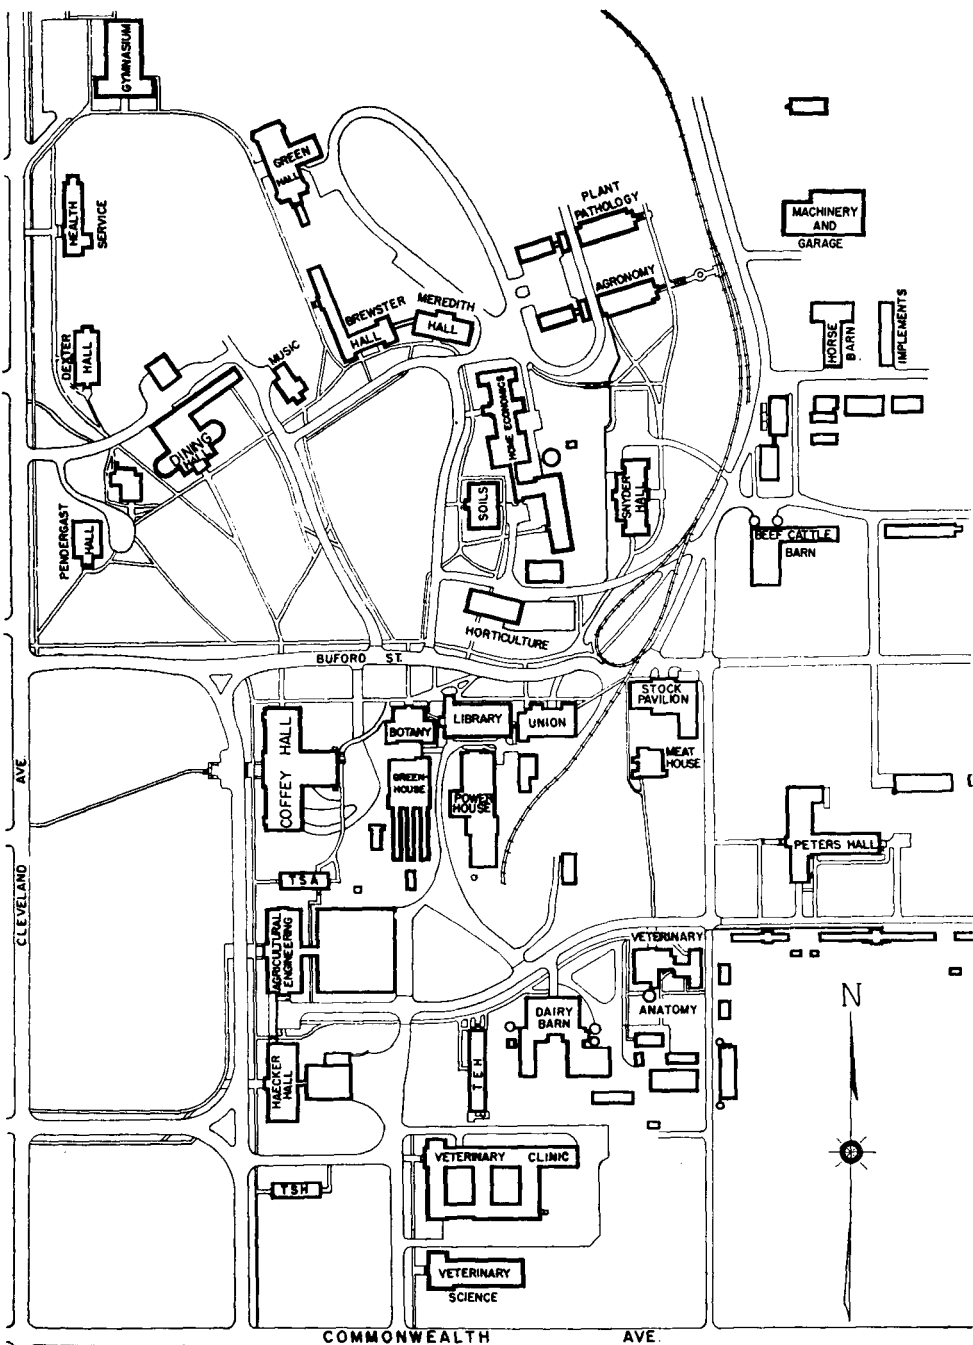 GYMNASIUM
GREEN
HALL
HEALTH
SERVICE
PLANT
PATHOLOGY
MACHINERY
AND
GARAGE
AGRONOMY
BREWSTER
HALL
MEREDITH
HALL
HORSE
BARN
IMPLEMENTS
DEXTER
HALL
MUSIC
DINING
HALL
HOME ECONOMICS
SOILS
SNYDER
HALL
PENDERGAST
HALL
BEEF CATTLE
BARN
HORTICULTURE
BUFORD ST.
STOCK
PAVILION
COFFEY HALL
BOTANY
LIBRARY
UNION
MEAT
HOUSE
GREEN-
HOUSE
POWER
HOUSE
PETERS HALL
CLEVELAND AVE.
TSA
AGRICULTURAL
ENGINEERING
VETERINARY
ANATOMY
N
DAIRY
BARN
TEH
HAECKER
HALL
VETERINARY CLINIC
TSH
VETERINARY
SCIENCE
COMMONWEALTH AVE.